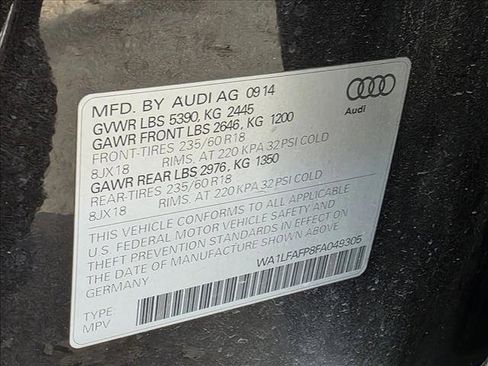 MFD. BY AUDI AG 09 14
GVWR LBS 5390, KG 2445
GAWR FRONT LBS 2646, KG 1200
FRONT-TIRES 235/60 R18
8JX18 RIMS, AT 220 KPA 32 PSI COLD
GAWR REAR LBS 2976, KG 1350
REAR-TIRES 235/60 R18
8JX18 RIMS, AT 220 KPA 32 PSI COLD
THIS VEHICLE CONFORMS TO ALL APPLICABLE
U.S. FEDERAL MOTOR VEHICLE SAFETY AND
THEFT PREVENTION STANDARDS IN EFFECT ON
THE DATE OF MANUFACTURE SHOWN ABOVE.
GERMANY
WA1LFAFP8FA049305
TYPE:
MPV
Audi